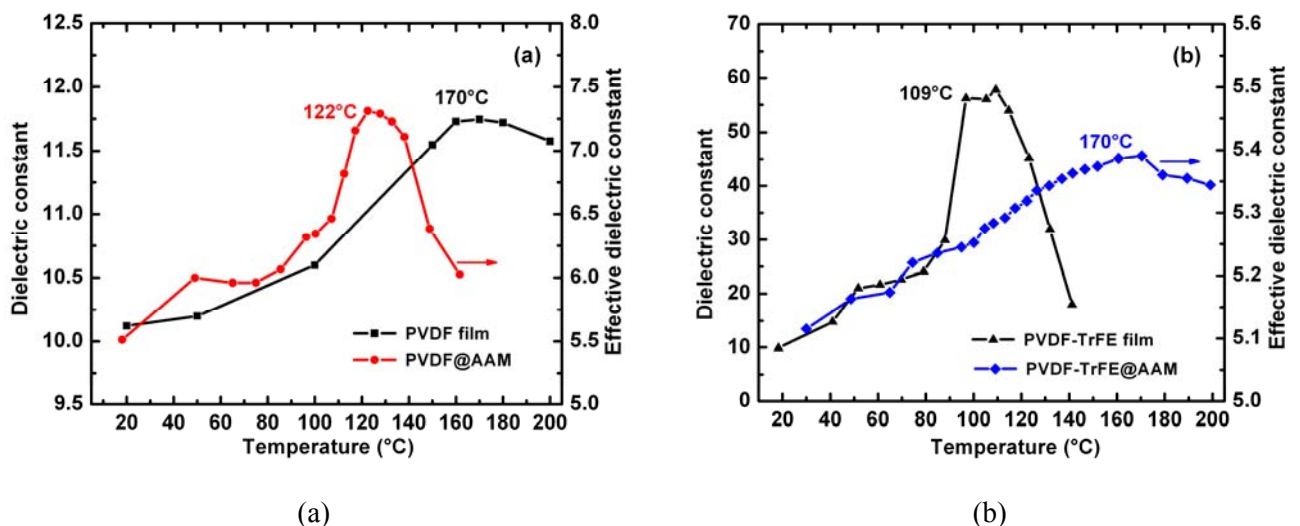 12.5
12.0
11.5
11.0
10.5
10.0
9.5
Dielectric constant
8.0
7.5
7.0
6.5
6.0
5.5
5.0
Effective dielectric constant
(a)
122°C
170°C
PVDF film
PVDF@AAM
20 40 60 80 100 120 140 160 180 200
Temperature (°C)
(a)
70
60
50
40
30
20
10
0
Dielectric constant
5.6
5.5
5.4
5.3
5.2
5.1
5.0
Effective dielectric constant
(b)
109°C
170°C
PVDF-TrFE film
PVDF-TrFE@AAM
20 40 60 80 100 120 140 160 180 200
Temperature (°C)
(b)